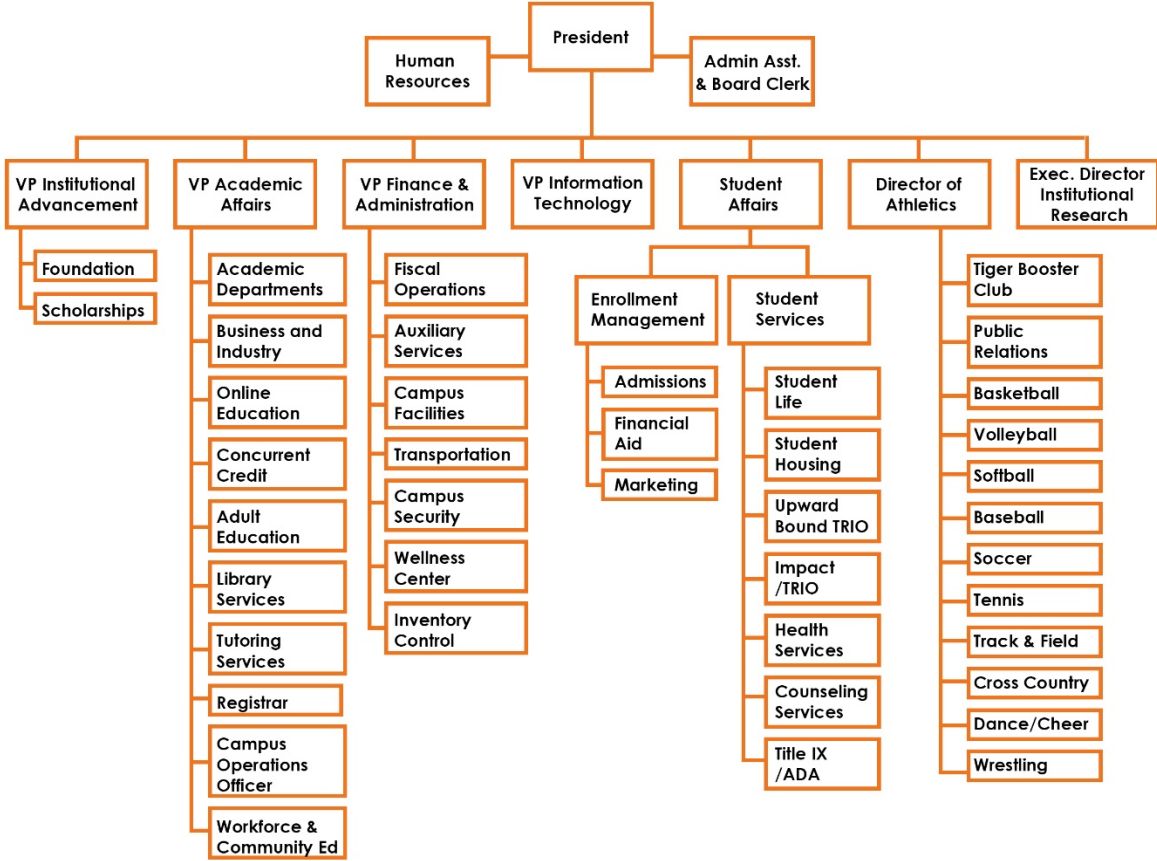 President
Human
Resources
Admin Asst.
& Board Clerk
VP Institutional
Advancement
VP Academic
Affairs
VP Finance &
Administration
VP Information
Technology
Student
Affairs
Director of
Athletics
Exec. Director
Institutional
Research
Foundation
Scholarships
Academic
Departments
Business and
Industry
Online
Education
Concurrent
Credit
Adult
Education
Library
Services
Tutoring
Services
Registrar
Campus
Operations
Officer
Workforce &
Community Ed
Fiscal
Operations
Auxiliary
Services
Campus
Facilities
Transportation
Campus
Security
Wellness
Center
Inventory
Control
Enrollment
Management
Admissions
Financial
Aid
Marketing
Student
Services
Student
Life
Student
Housing
Upward
Bound TRIO
Impact
/TRIO
Health
Services
Counseling
Services
Title IX
/ADA
Tiger Booster
Club
Public
Relations
Basketball
Volleyball
Softball
Baseball
Soccer
Tennis
Track & Field
Cross Country
Dance/Cheer
Wrestling